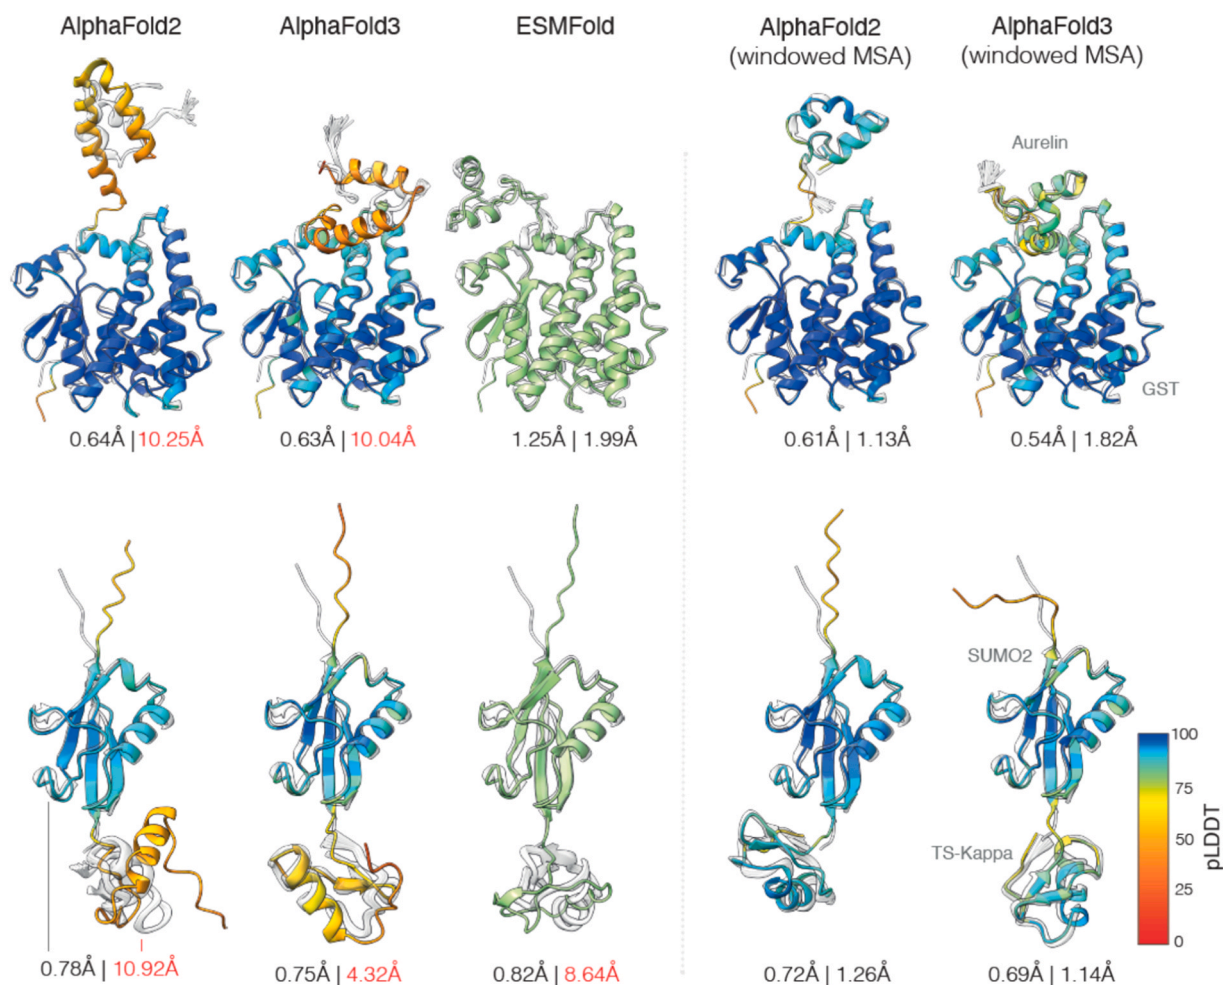 AlphaFold2
AlphaFold3
ESMFold
AlphaFold2
(windowed MSA)
AlphaFold3
(windowed MSA)
Aurelin
GST
0.64Å | 10.25Å
0.63Å | 10.04Å
1.25Å | 1.99Å
0.61Å | 1.13Å
0.54Å | 1.82Å
SUMO2
TS-Kappa
100
75
50
25
0
pLDDT
0.78Å | 10.92Å
0.75Å | 4.32Å
0.82Å | 8.64Å
0.72Å | 1.26Å
0.69Å | 1.14Å